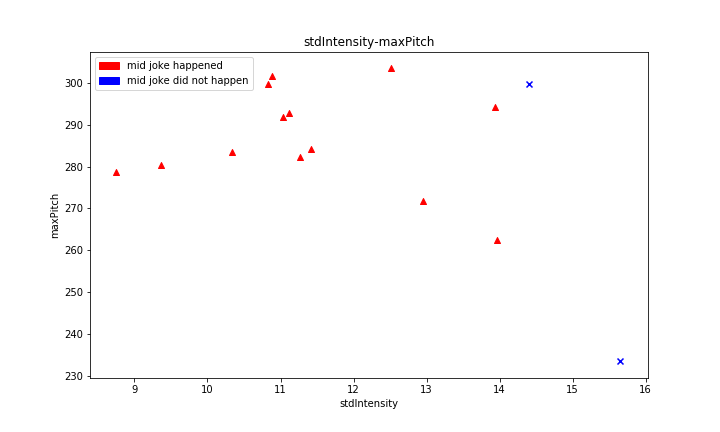 stdIntensity-maxPitch
mid joke happened
mid joke did not happen
300
290
280
270
260
250
240
230
maxPitch
9 10 11 12 13 14 15 16
stdIntensity